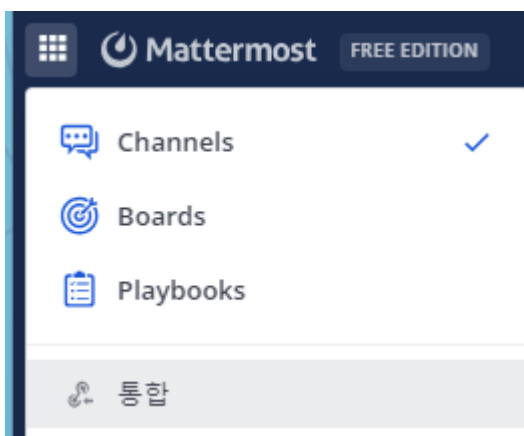 Mattermost FREE EDITION
Channels
Boards
Playbooks
통합